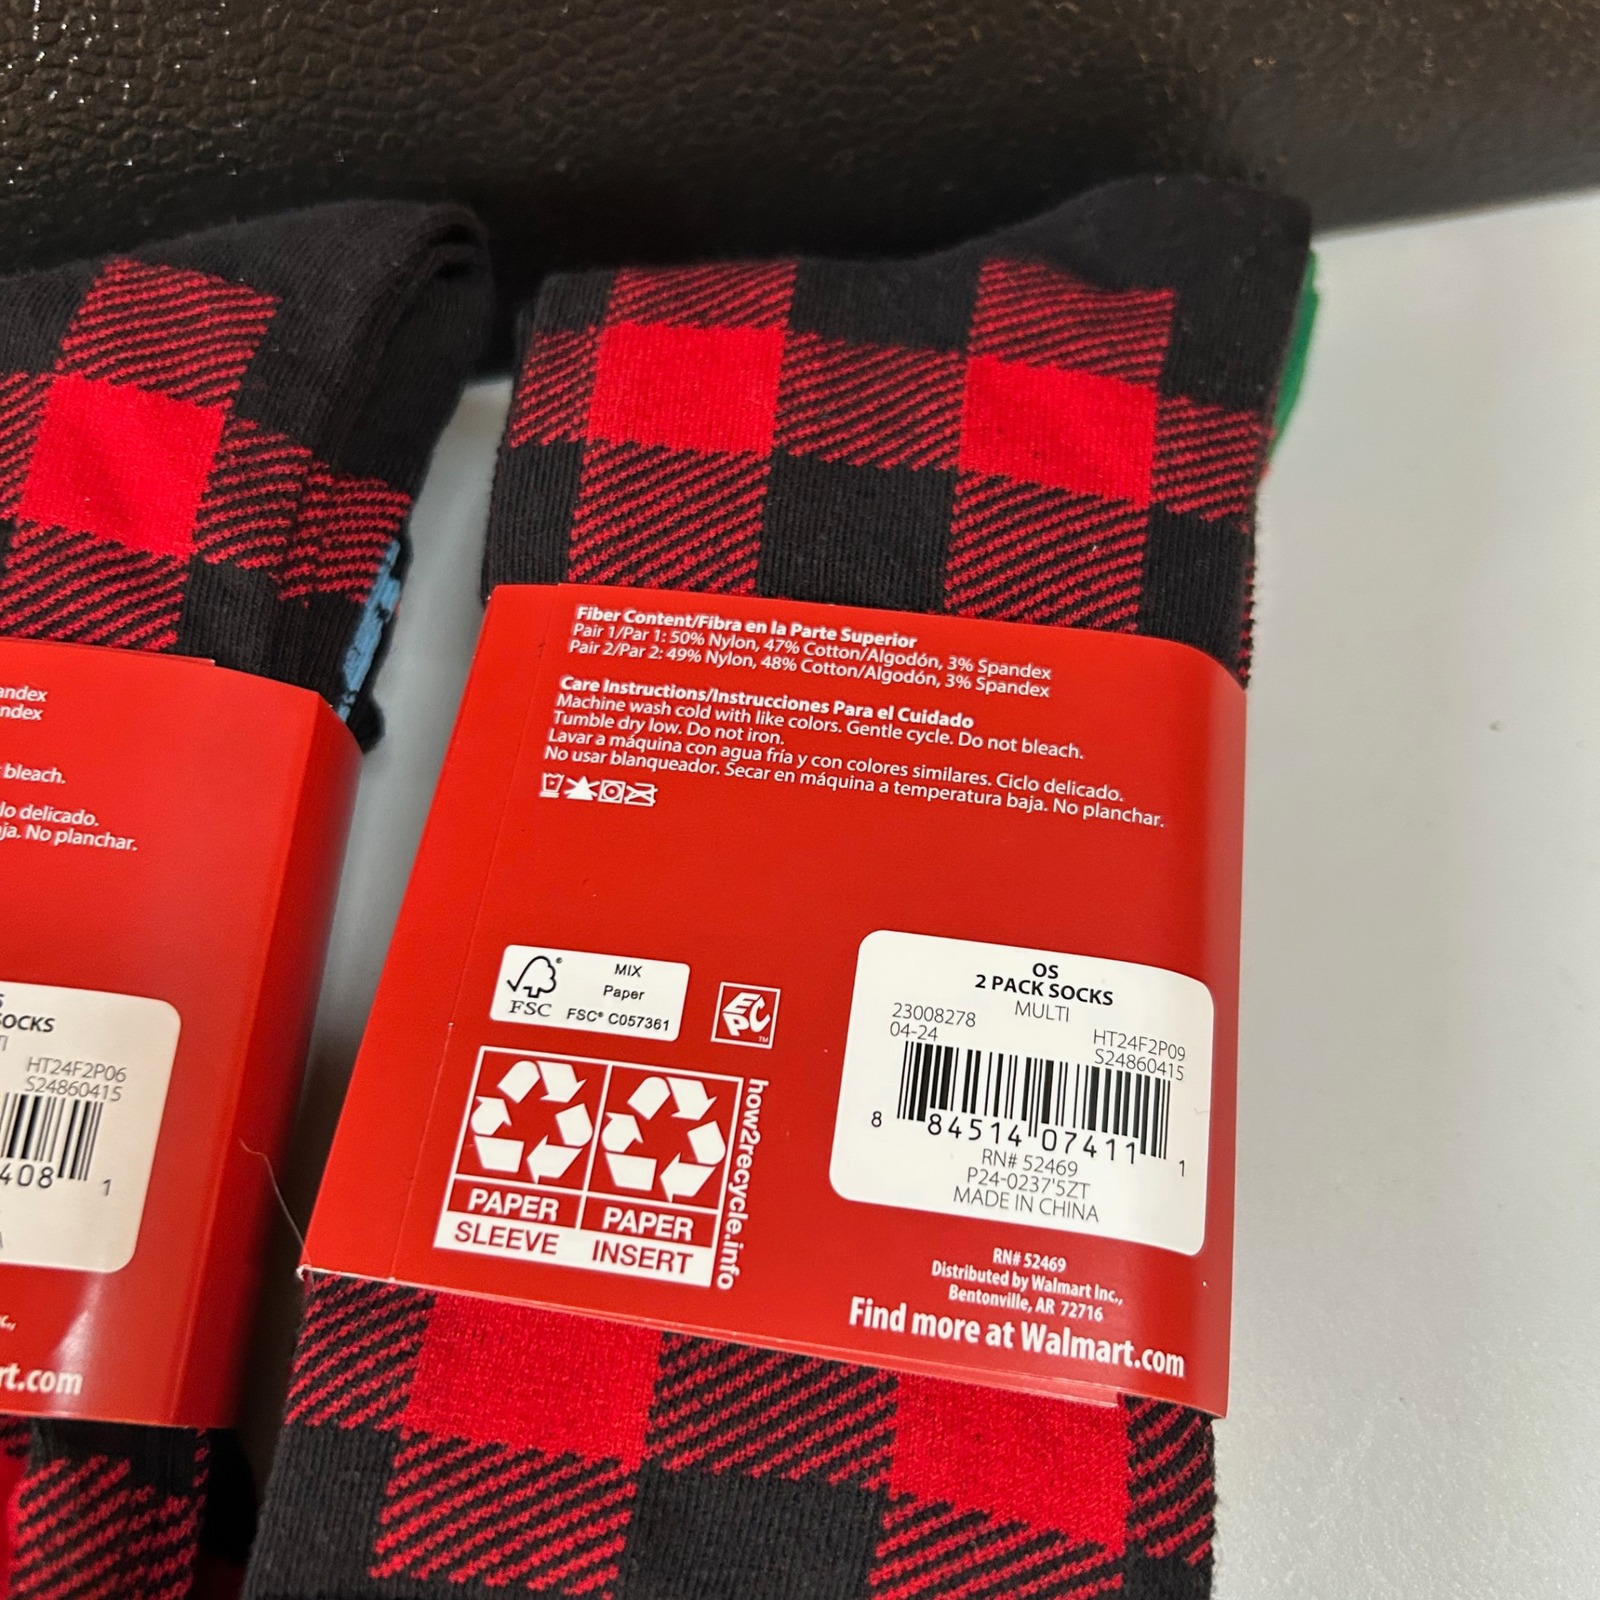 andex
ndex
bleach.
lo delicado.
ja. No planchar.
SOCKS
HT24F2P06
S24860415
408 1
rt.com
Fiber Content/Fibra en la Parte Superior
Pair 1/Par 1: 50% Nylon, 47% Cotton/Algodón, 3% Spandex
Pair 2/Par 2: 49% Nylon, 48% Cotton/Algodón, 3% Spandex
Care Instructions/Instrucciones Para el Cuidado
Machine wash cold with like colors. Gentle cycle. Do not bleach.
Tumble dry low. Do not iron.
Lavar a máquina con agua fría y con colores similares. Ciclo delicado.
No usar blanqueador. Secar en máquina a temperatura baja. No planchar.
FSC®
MIX
Paper
FSC® C057361
ECPC™
PAPER
SLEEVE
PAPER
INSERT
how2recycle.info
OS
2 PACK SOCKS
MULTI
23008278
04-24
HT24F2P09
S24860415
8 84514 07411 1
RN# 52469
P24-0237'5ZT
MADE IN CHINA
RN# 52469
Distributed by Walmart Inc.,
Bentonville, AR 72716
Find more at Walmart.com